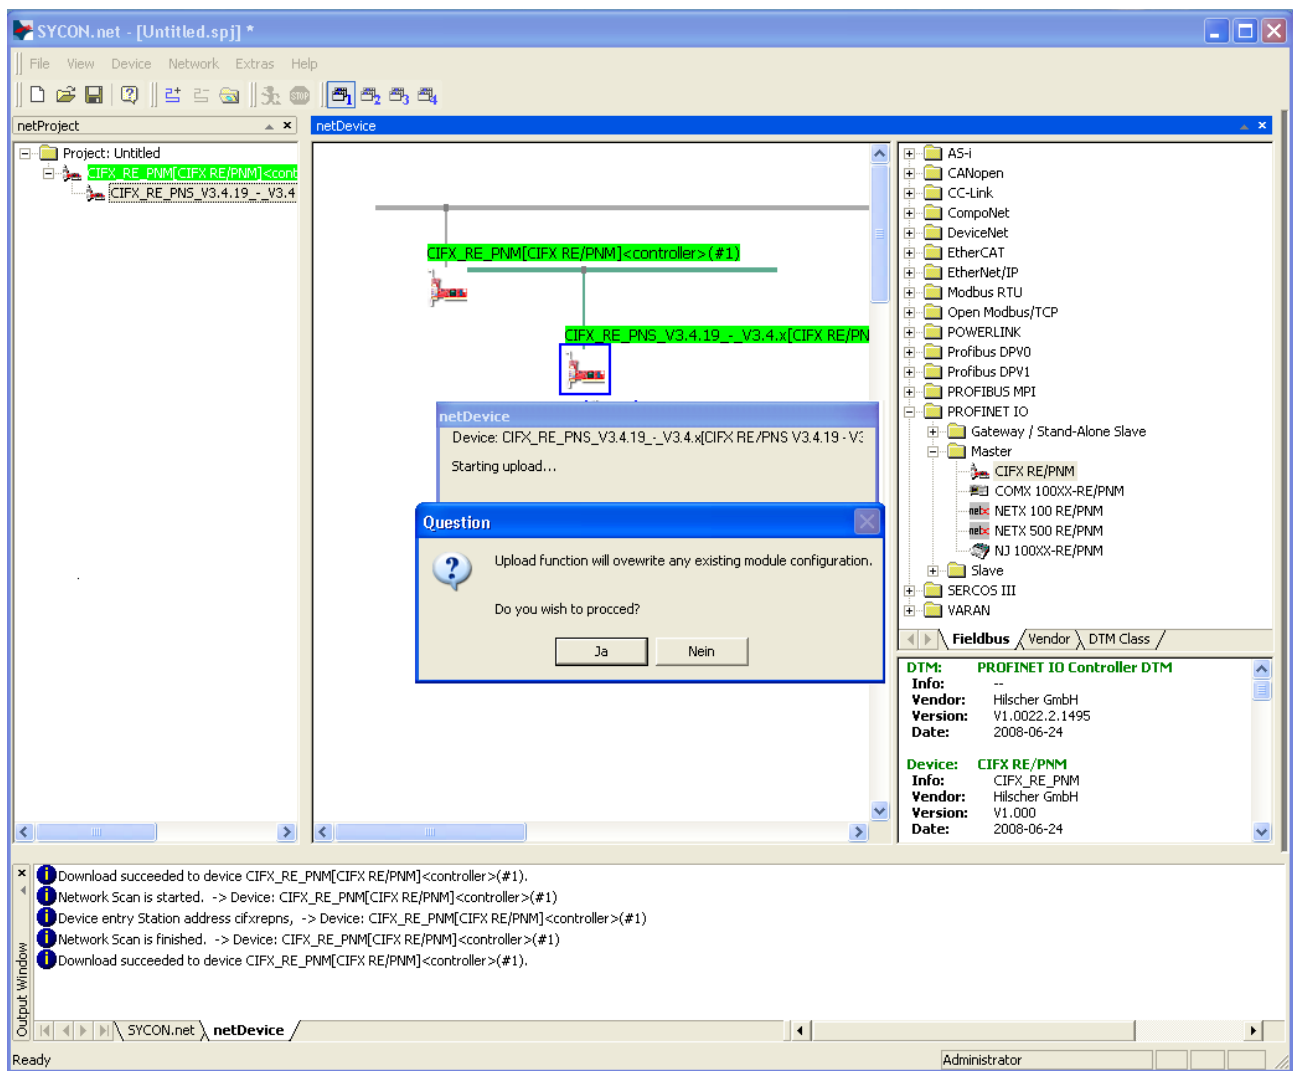 SYCON.net - [Untitled.spj] *
File View Device Network Extras Help
netProject
netDevice
Project: Untitled
CIFX_RE_PNM[CIFX RE/PNM]<cont
CIFX_RE_PNS_V3.4.19_-_V3.4
CIFX_RE_PNM[CIFX RE/PNM]<controller>(#1)
CIFX_RE_PNS_V3.4.19_-_V3.4.x[CIFX RE/PN
netDevice
Device: CIFX_RE_PNS_V3.4.19_-_V3.4.x[CIFX RE/PNS V3.4.19 - V3
Starting upload...
Question
Upload function will ovewrite any existing module configuration.
Do you wish to procced?
Ja
Nein
AS-i
CANopen
CC-Link
CompoNet
DeviceNet
EtherCAT
EtherNet/IP
Modbus RTU
Open Modbus/TCP
POWERLINK
Profibus DPV0
Profibus DPV1
PROFIBUS MPI
PROFINET IO
Gateway / Stand-Alone Slave
Master
CIFX RE/PNM
COMX 100XX-RE/PNM
netx NETX 100 RE/PNM
netx NETX 500 RE/PNM
NJ 100XX-RE/PNM
Slave
SERCOS III
VARAN
Fieldbus Vendor DTM Class
DTM: PROFINET IO Controller DTM
Info: --
Vendor: Hilscher GmbH
Version: V1.0022.2.1495
Date: 2008-06-24
Device: CIFX RE/PNM
Info: CIFX_RE_PNM
Vendor: Hilscher GmbH
Version: V1.000
Date: 2008-06-24
Download succeeded to device CIFX_RE_PNM[CIFX RE/PNM]<controller>(#1).
Network Scan is started. -> Device: CIFX_RE_PNM[CIFX RE/PNM]<controller>(#1)
Device entry Station address cifxrepns, -> Device: CIFX_RE_PNM[CIFX RE/PNM]<controller>(#1)
Network Scan is finished. -> Device: CIFX_RE_PNM[CIFX RE/PNM]<controller>(#1)
Download succeeded to device CIFX_RE_PNM[CIFX RE/PNM]<controller>(#1).
Output Window
SYCON.net netDevice
Ready
Administrator